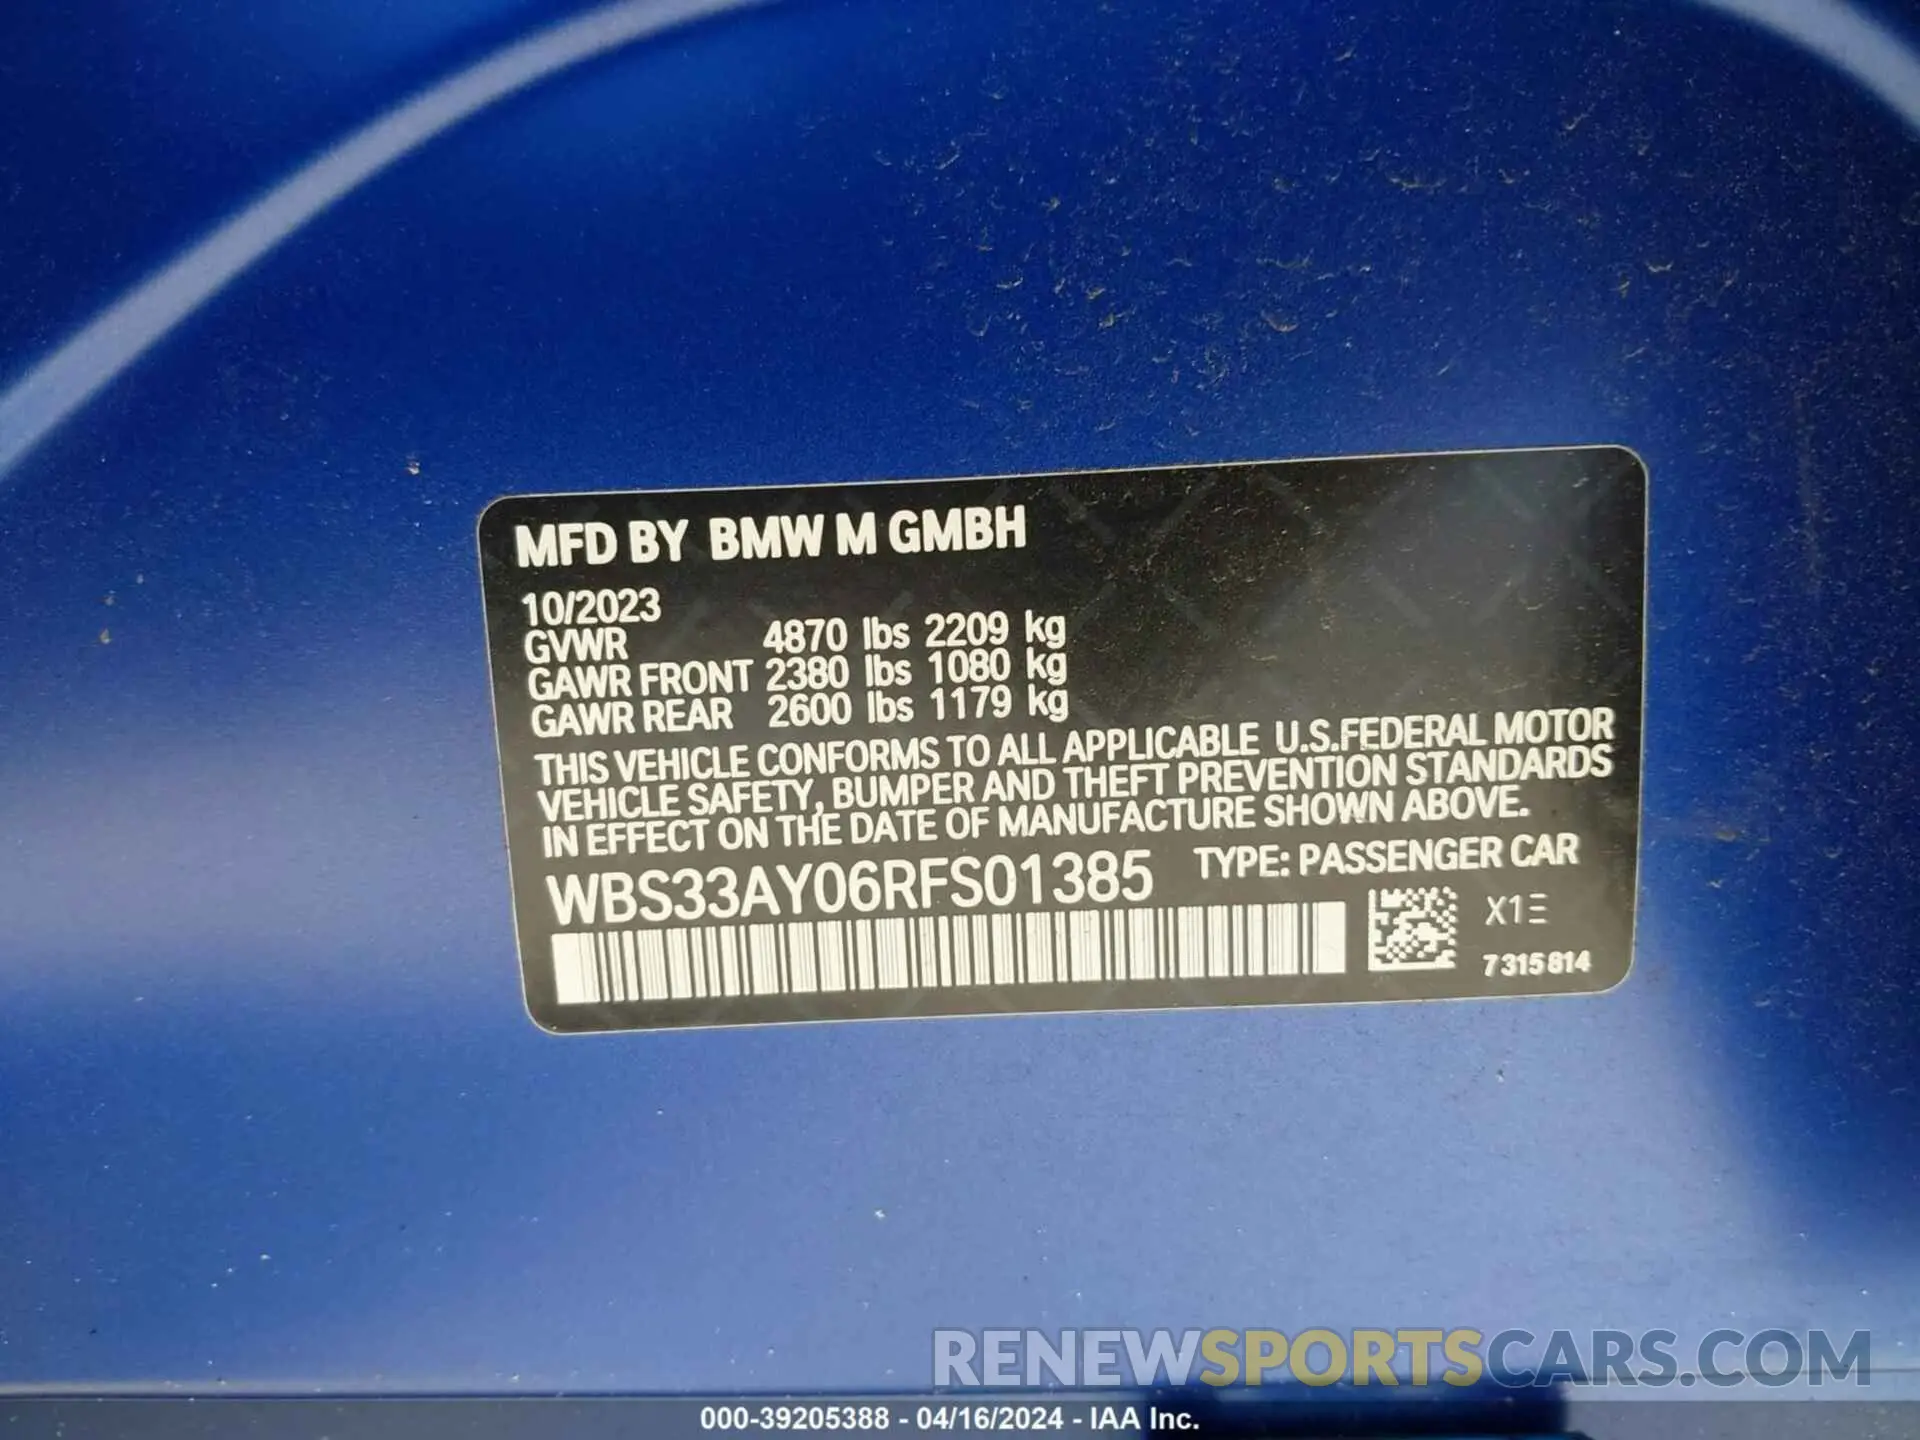 MFD BY BMW M GMBH
10/2023
GVWR 4870 lbs 2209 kg
GAWR FRONT 2380 lbs 1080 kg
GAWR REAR 2600 lbs 1179 kg
THIS VEHICLE CONFORMS TO ALL APPLICABLE U.S.FEDERAL MOTOR
VEHICLE SAFETY, BUMPER AND THEFT PREVENTION STANDARDS
IN EFFECT ON THE DATE OF MANUFACTURE SHOWN ABOVE.
WBS33AY06RFS01385 TYPE: PASSENGER CAR
X1Ξ
7315814
RENEWSPORTSCARS.COM
000-39205388 - 04/16/2024 - IAA Inc.